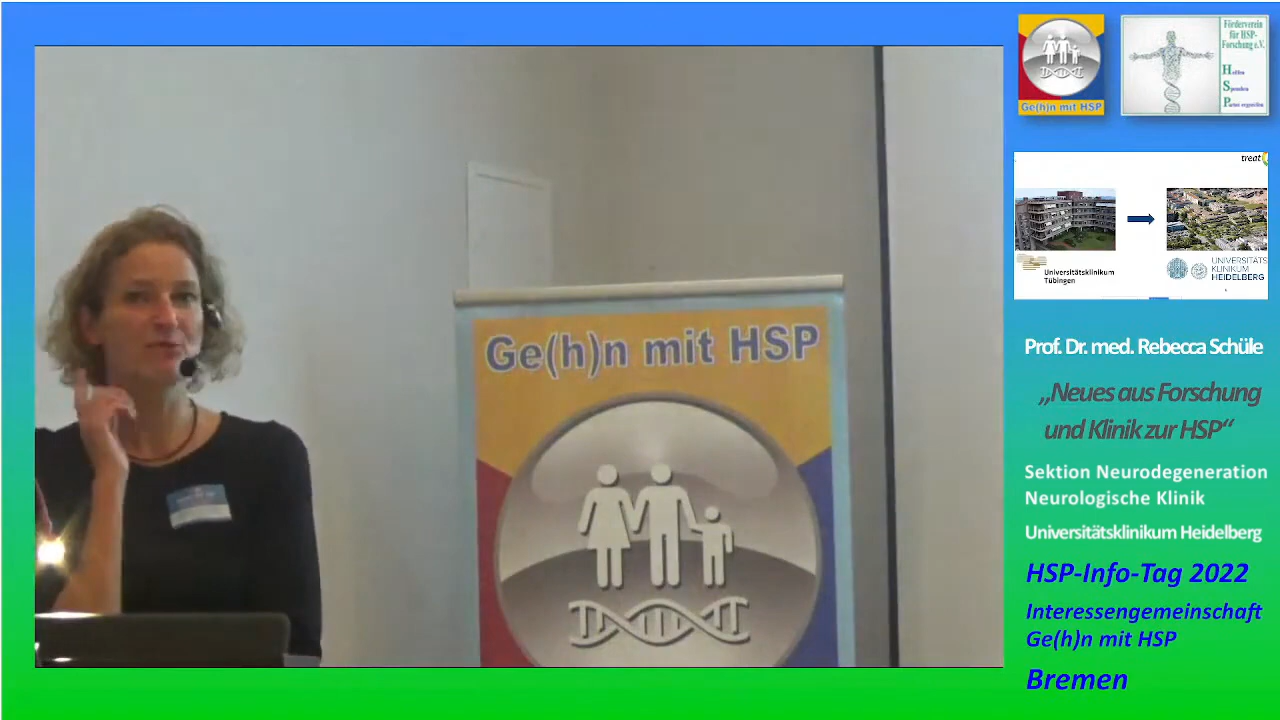 Ge(h)n mit HSP
Ge(h)n mit HSP
Förderverein
für HSP-
Forschung e.V.
Helfen
Spenden
treat
Universitätsklinikum
Tübingen
UNIVERSITÄTS
KLINIKUM
HEIDELBERG
Prof. Dr. med. Rebecca Schüle
„Neues aus Forschung
und Klinik zur HSP“
Sektion Neurodegeneration
Neurologische Klinik
Universitätsklinikum Heidelberg
HSP-Info-Tag 2022
Interessengemeinschaft
Ge(h)n mit HSP
Bremen